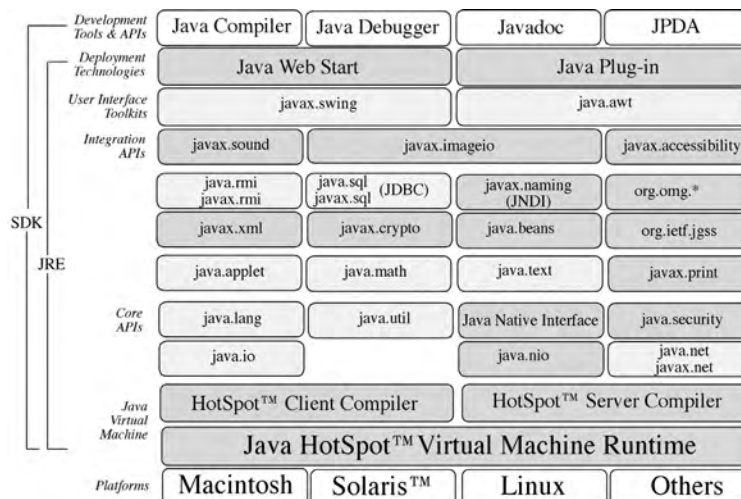 Development
Tools & APIs
Java Compiler
Java Debugger
Javadoc
JPDA
Deployment
Technologies
Java Web Start
Java Plug-in
User Interface
Toolkits
javax.swing
java.awt
Integration
APIs
javax.sound
javax.imageio
javax.accessibility
java.rmi
javax.rmi
java.sql
javax.sql
(JDBC)
javax.naming
(JNDI)
org.omg.*
SDK
javax.xml
javax.crypto
java.beans
org.ietf.jgss
JRE
java.applet
java.math
java.text
javax.print
Core
APIs
java.lang
java.util
Java Native Interface
java.security
java.io
java.nio
java.net
javax.net
Java
Virtual
Machine
HotSpot™ Client Compiler
HotSpot™ Server Compiler
Java HotSpot™ Virtual Machine Runtime
Platforms
Macintosh
Solaris™
Linux
Others